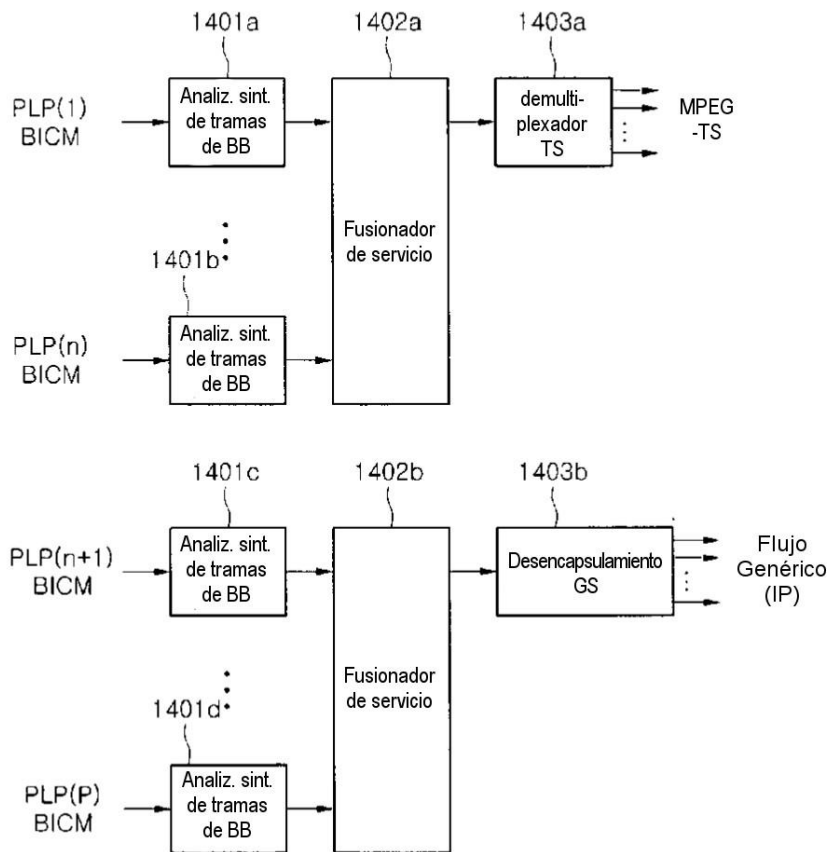 1401a
1402a
1403a
PLP(1)
BICM
Analiz. sint.
de tramas
de BB
demulti-
plexador
TS
MPEG
-TS
Fusionador
de servicio
1401b
PLP(n)
BICM
Analiz. sint.
de tramas
de BB
1401c
1402b
1403b
PLP(n+1)
BICM
Analiz. sint.
de tramas
de BB
Desencapsulamiento
GS
Flujo
Genérico
(IP)
Fusionador
de servicio
1401d
PLP(P)
BICM
Analiz. sint.
de tramas
de BB